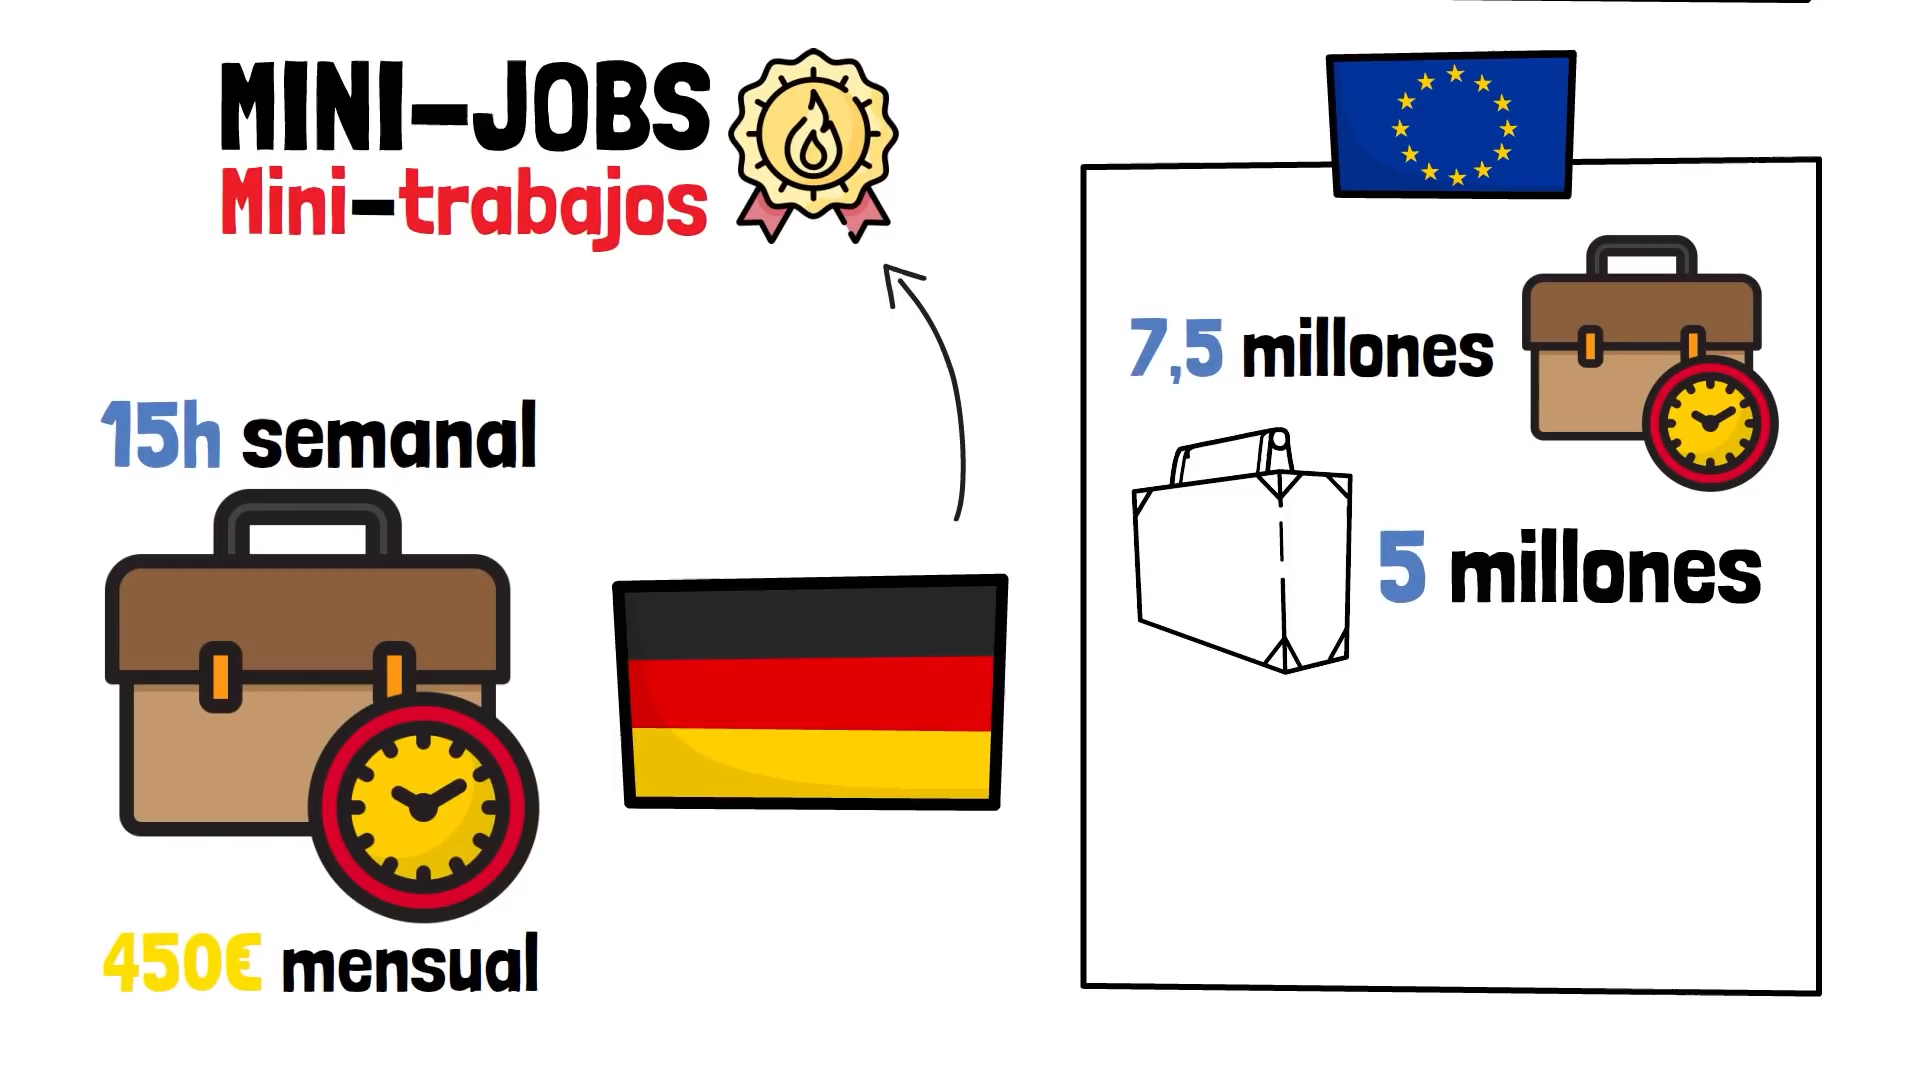 MINI-JOBS
Mini-trabajos
15h semanal
450€ mensual
7,5 millones
5 millones